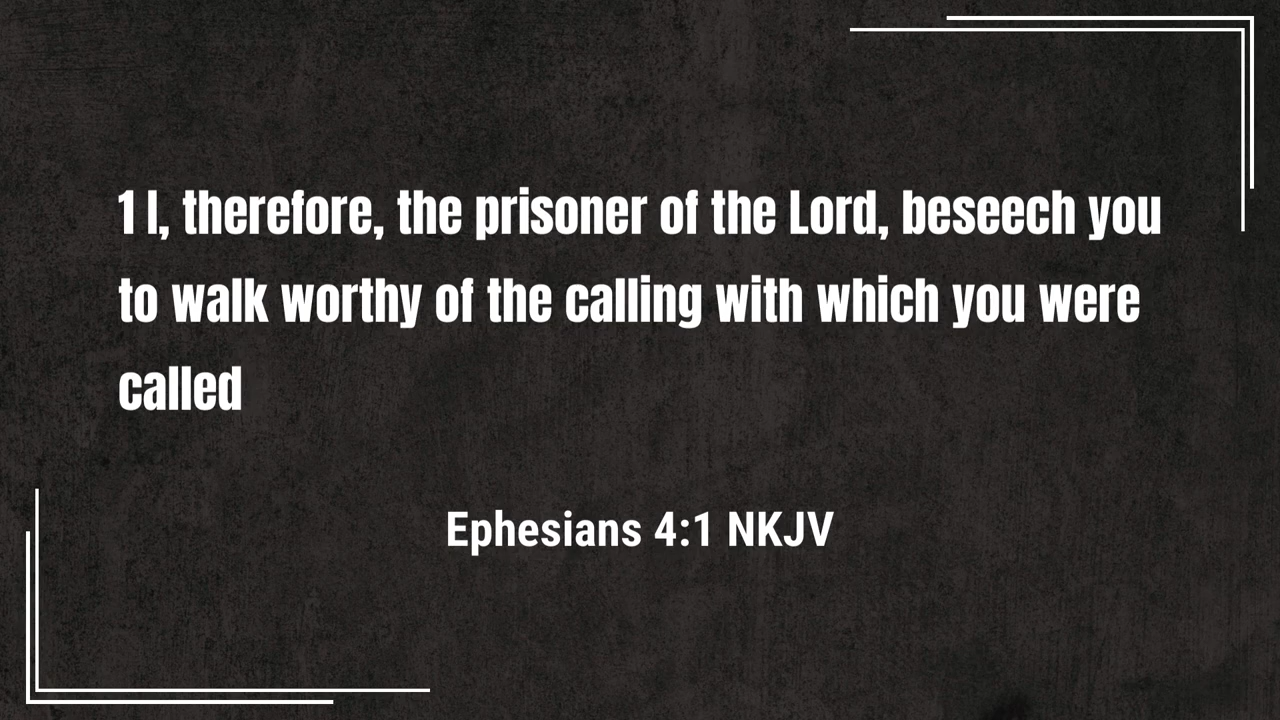 1 I, therefore, the prisoner of the Lord, beseech you
to walk worthy of the calling with which you were
called
Ephesians 4:1 NKJV